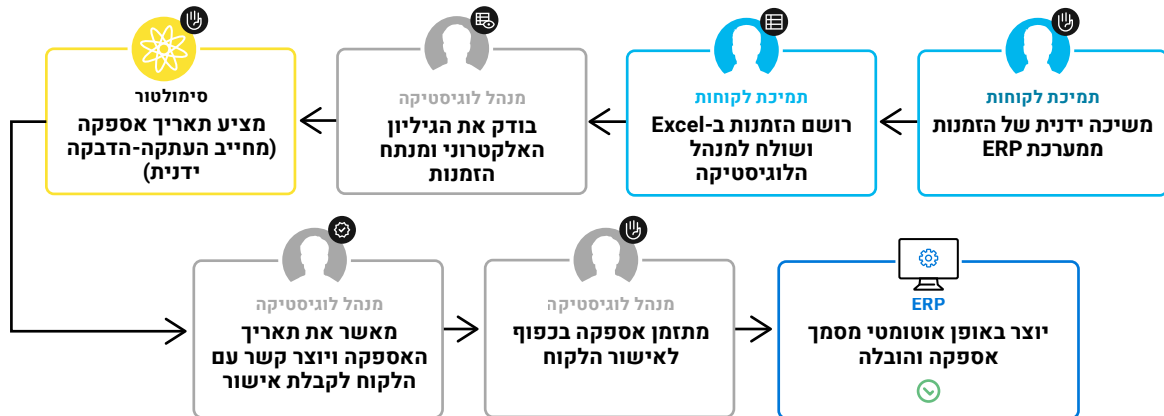 תמיכת לקוחות
משיכה ידנית של הזמנות
ממערכת ERP
תמיכת לקוחות
רושם הזמנות ב-Excel
ושולח למנהל
הלוגיסטיקה
מנהל לוגיסטיקה
בודק את הגיליון
האלקטרוני ומנתח
הזמנות
סימולטור
מציע תאריך אספקה
(מחייב העתקה-הדבקה
ידנית)
מנהל לוגיסטיקה
מאשר את תאריך
האספקה ויוצר קשר עם
הלקוח לקבלת אישור
מנהל לוגיסטיקה
מתזמן אספקה בכפוף
לאישור הלקוח
ERP
יוצר באופן אוטומטי מסמך
אספקה והובלה